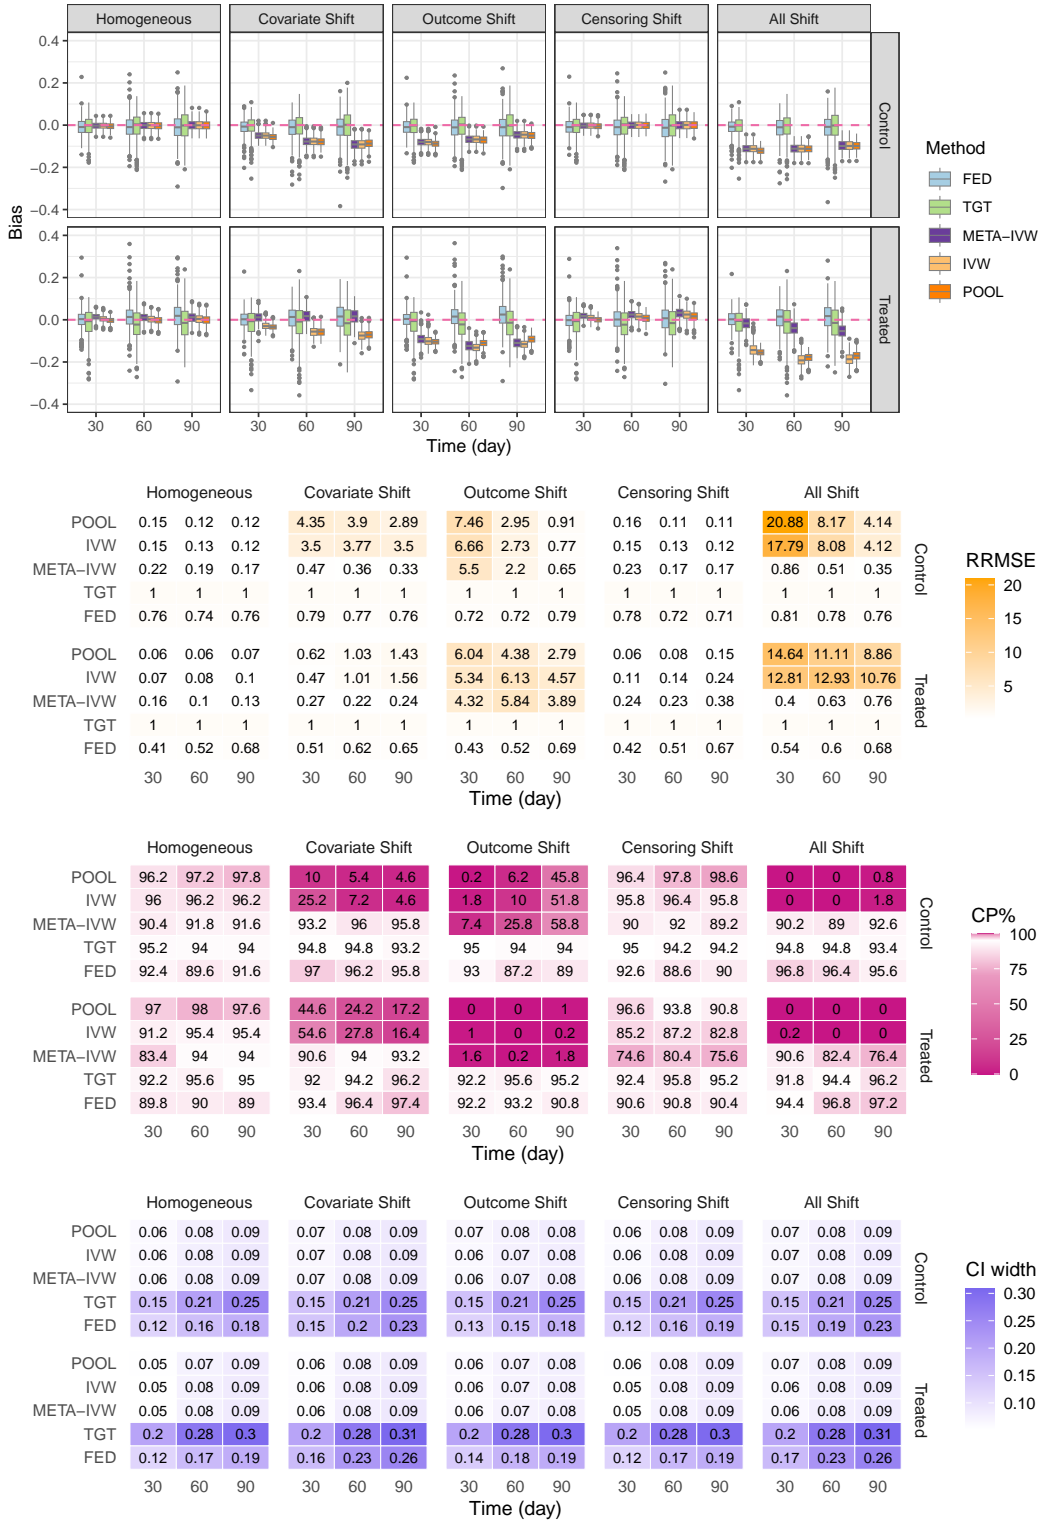 Homogeneous Covariate Shift Outcome Shift Censoring Shift All Shift
0.4
0.2
0.0
−0.2
−0.4
Control
0.4
0.2
0.0
−0.2
−0.4
Treated
Bias
30 60 90 30 60 90 30 60 90 30 60 90 30 60 90
Time (day)
Method
FED
TGT
META−IVW
IVW
POOL
Homogeneous Covariate Shift Outcome Shift Censoring Shift All Shift
POOL 0.15 0.12 0.12 4.35 3.9 2.89 7.46 2.95 0.91 0.16 0.11 0.11 20.88 8.17 4.14
IVW 0.15 0.13 0.12 3.5 3.77 3.5 6.66 2.73 0.77 0.15 0.13 0.12 17.79 8.08 4.12
META−IVW 0.22 0.19 0.17 0.47 0.36 0.33 5.5 2.2 0.65 0.23 0.17 0.17 0.86 0.51 0.35
TGT 1 1 1 1 1 1 1 1 1 1 1 1 1 1 1
FED 0.76 0.74 0.76 0.79 0.77 0.76 0.72 0.72 0.79 0.78 0.72 0.71 0.81 0.78 0.76
Control
POOL 0.06 0.06 0.07 0.62 1.03 1.43 6.04 4.38 2.79 0.06 0.08 0.15 14.64 11.11 8.86
IVW 0.07 0.08 0.1 0.47 1.01 1.56 5.34 6.13 4.57 0.11 0.14 0.24 12.81 12.93 10.76
META−IVW 0.16 0.1 0.13 0.27 0.22 0.24 4.32 5.84 3.89 0.24 0.23 0.38 0.4 0.63 0.76
TGT 1 1 1 1 1 1 1 1 1 1 1 1 1 1 1
FED 0.41 0.52 0.68 0.51 0.62 0.65 0.43 0.52 0.69 0.42 0.51 0.67 0.54 0.6 0.68
Treated
30 60 90 30 60 90 30 60 90 30 60 90 30 60 90
Time (day)
RRMSE
20
15
10
5
Homogeneous Covariate Shift Outcome Shift Censoring Shift All Shift
POOL 96.2 97.2 97.8 10 5.4 4.6 0.2 6.2 45.8 96.4 97.8 98.6 0 0 0.8
IVW 96 96.2 96.2 25.2 7.2 4.6 1.8 10 51.8 95.8 96.4 95.8 0 0 1.8
META−IVW 90.4 91.8 91.6 93.2 96 95.8 7.4 25.8 58.8 90 92 89.2 90.2 89 92.6
TGT 95.2 94 94 94.8 94.8 93.2 95 94 94 95 94.2 94.2 94.8 94.8 93.4
FED 92.4 89.6 91.6 97 96.2 95.8 93 87.2 89 92.6 88.6 90 96.8 96.4 95.6
Control
POOL 97 98 97.6 44.6 24.2 17.2 0 0 1 96.6 93.8 90.8 0 0 0
IVW 91.2 95.4 95.4 54.6 27.8 16.4 1 0 0.2 85.2 87.2 82.8 0.2 0 0
META−IVW 83.4 94 94 90.6 94 93.2 1.6 0.2 1.8 74.6 80.4 75.6 90.6 82.4 76.4
TGT 92.2 95.6 95 92 94.2 96.2 92.2 95.6 95.2 92.4 95.8 95.2 91.8 94.4 96.2
FED 89.8 90 89 93.4 96.4 97.4 92.2 93.2 90.8 90.6 90.8 90.4 94.4 96.8 97.2
Treated
30 60 90 30 60 90 30 60 90 30 60 90 30 60 90
Time (day)
CP%
100
75
50
25
0
Homogeneous Covariate Shift Outcome Shift Censoring Shift All Shift
POOL 0.06 0.08 0.09 0.07 0.08 0.09 0.07 0.08 0.08 0.06 0.08 0.09 0.07 0.08 0.09
IVW 0.06 0.08 0.09 0.07 0.08 0.09 0.06 0.07 0.08 0.06 0.08 0.09 0.07 0.08 0.09
META−IVW 0.06 0.08 0.09 0.07 0.08 0.09 0.06 0.07 0.08 0.06 0.08 0.09 0.07 0.08 0.09
TGT 0.15 0.21 0.25 0.15 0.21 0.25 0.15 0.21 0.25 0.15 0.21 0.25 0.15 0.21 0.25
FED 0.12 0.16 0.18 0.15 0.2 0.23 0.13 0.15 0.18 0.12 0.16 0.19 0.15 0.19 0.23
Control
POOL 0.05 0.07 0.09 0.06 0.08 0.09 0.06 0.07 0.08 0.06 0.08 0.09 0.07 0.08 0.09
IVW 0.05 0.08 0.09 0.06 0.08 0.09 0.06 0.07 0.08 0.05 0.08 0.09 0.06 0.08 0.09
META−IVW 0.05 0.08 0.09 0.06 0.08 0.09 0.06 0.07 0.08 0.05 0.08 0.09 0.06 0.08 0.09
TGT 0.2 0.28 0.3 0.2 0.28 0.31 0.2 0.28 0.3 0.2 0.28 0.3 0.2 0.28 0.31
FED 0.12 0.17 0.19 0.16 0.23 0.26 0.14 0.18 0.19 0.12 0.17 0.19 0.17 0.23 0.26
Treated
30 60 90 30 60 90 30 60 90 30 60 90 30 60 90
Time (day)
CI width
0.30
0.25
0.20
0.15
0.10